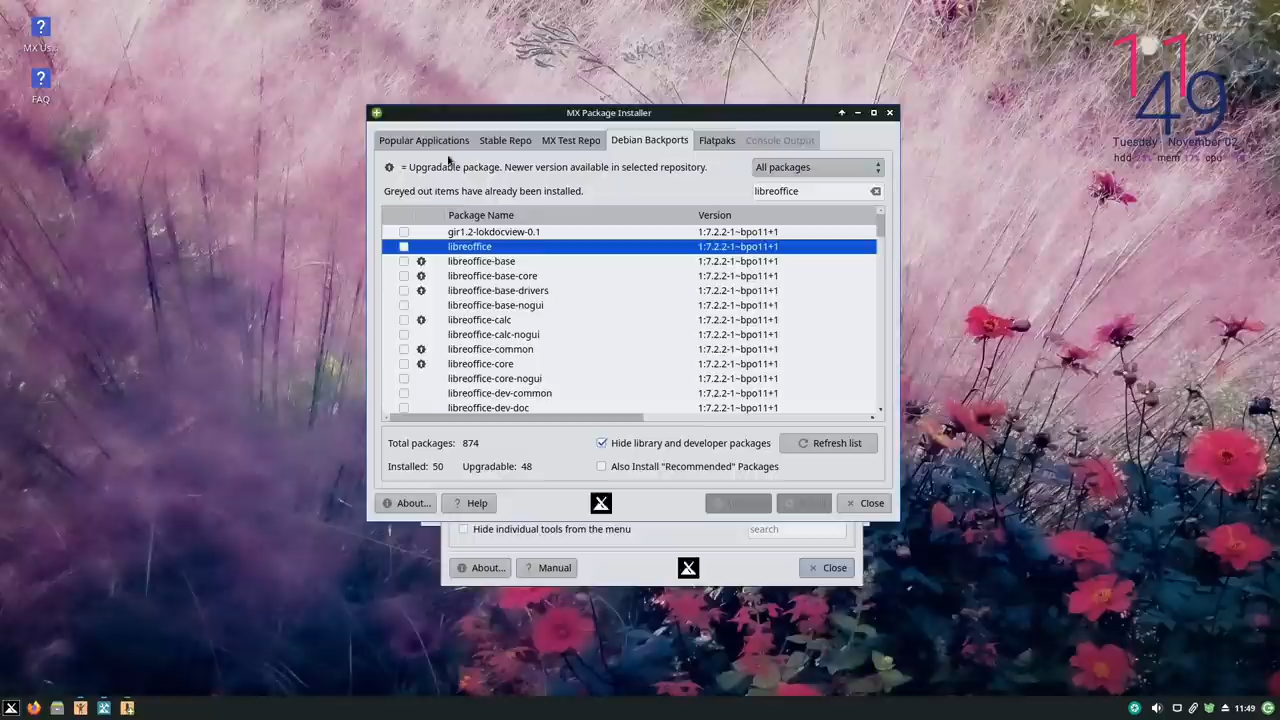 MX Us...
FAQ
11
PM
49
Tuesday - November 02
hdd
mem 17% cpu
MX Package Installer
Popular Applications
Stable Repo
MX Test Repo
Debian Backports
Flatpaks
Console Output
= Upgradable package. Newer version available in selected repository.
All packages
Greyed out items have already been installed.
libreoffice
Package Name
Version
gir1.2-lokdocview-0.1 1:7.2.2-1~bpo11+1
libreoffice 1:7.2.2-1~bpo11+1
libreoffice-base 1:7.2.2-1~bpo11+1
libreoffice-base-core 1:7.2.2-1~bpo11+1
libreoffice-base-drivers 1:7.2.2-1~bpo11+1
libreoffice-base-nogui 1:7.2.2-1~bpo11+1
libreoffice-calc 1:7.2.2-1~bpo11+1
libreoffice-calc-nogui 1:7.2.2-1~bpo11+1
libreoffice-common 1:7.2.2-1~bpo11+1
libreoffice-core 1:7.2.2-1~bpo11+1
libreoffice-core-nogui 1:7.2.2-1~bpo11+1
libreoffice-dev-common 1:7.2.2-1~bpo11+1
libreoffice-dev-doc 1:7.2.2-1~bpo11+1
Total packages: 874
Hide library and developer packages
Refresh list
Installed: 50 Upgradable: 48
Also Install "Recommended" Packages
About...
Help
Close
Hide individual tools from the menu
search
About...
Manual
Close
11:49